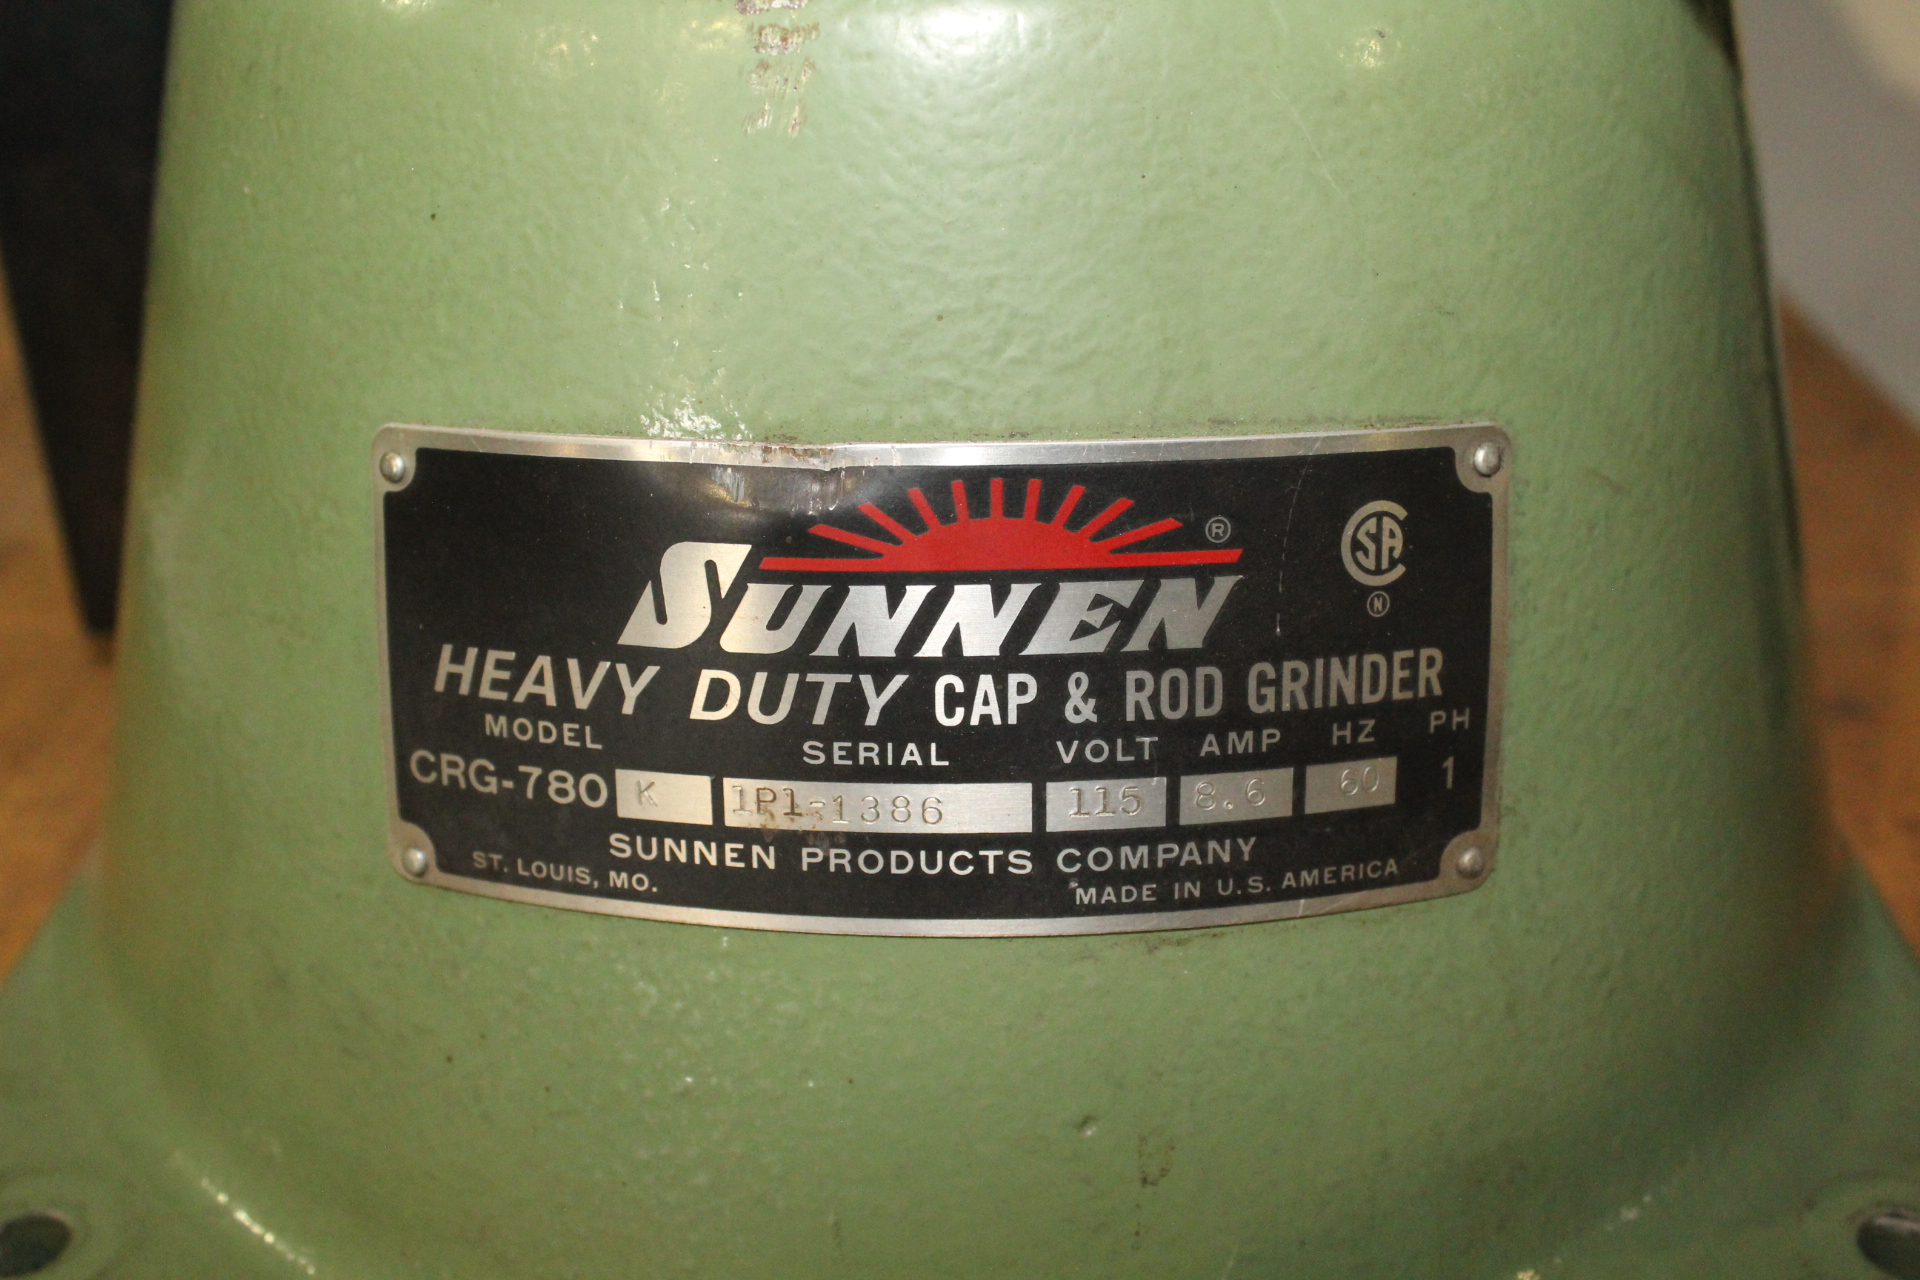 SUNNEN ®
CSA
N
HEAVY DUTY CAP & ROD GRINDER
MODEL SERIAL VOLT AMP HZ PH
CRG-780 K 1P1-1386 115 8.6 60 1
SUNNEN PRODUCTS COMPANY
ST. LOUIS, MO. MADE IN U.S. AMERICA